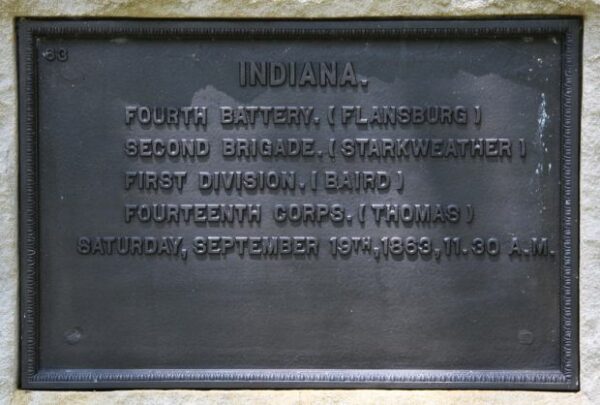 63
INDIANA.
FOURTH BATTERY. (FLANSBURG)
SECOND BRIGADE. (STARKWEATHER)
FIRST DIVISION. (BAIRD)
FOURTEENTH CORPS. (THOMAS)
SATURDAY, SEPTEMBER 19TH, 1863, 11.30 A.M.